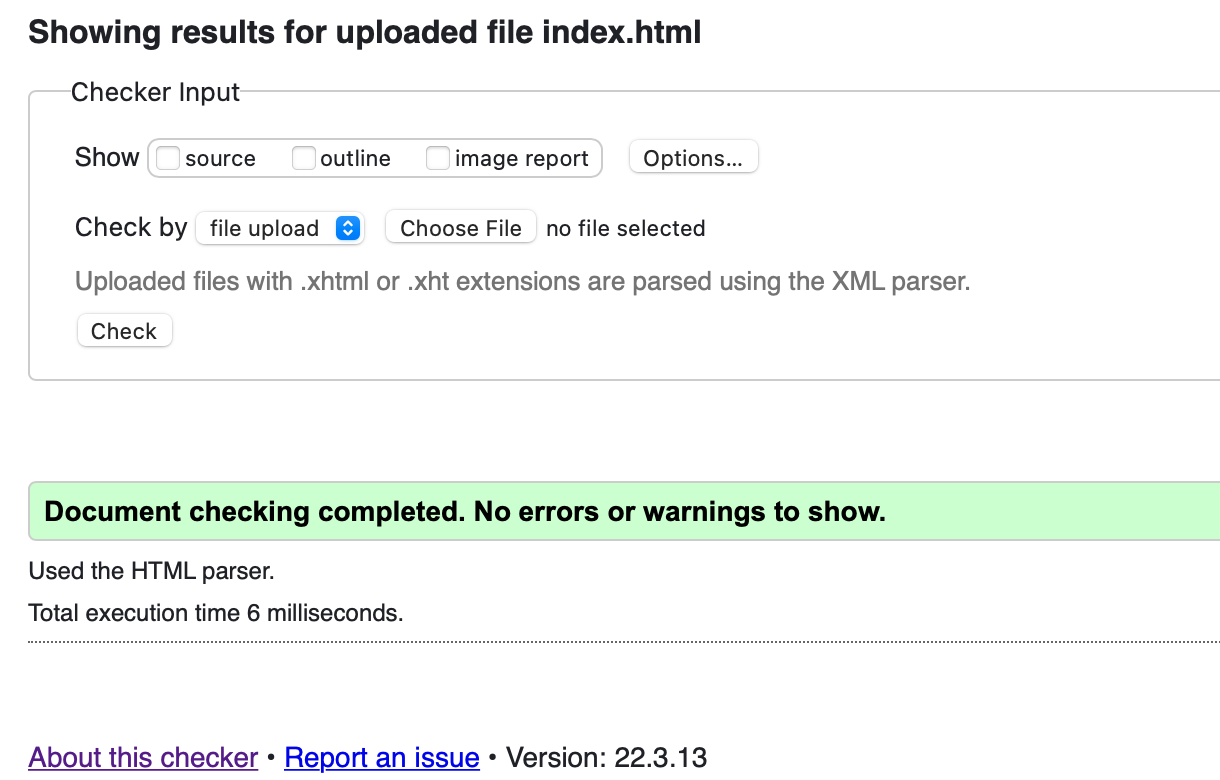 Showing results for uploaded file index.html
Checker Input
Show source outline image report Options...
Check by file upload Choose File no file selected
Uploaded files with .xhtml or .xht extensions are parsed using the XML parser.
Check
Document checking completed. No errors or warnings to show.
Used the HTML parser.
Total execution time 6 milliseconds.
About this checker • Report an issue • Version: 22.3.13